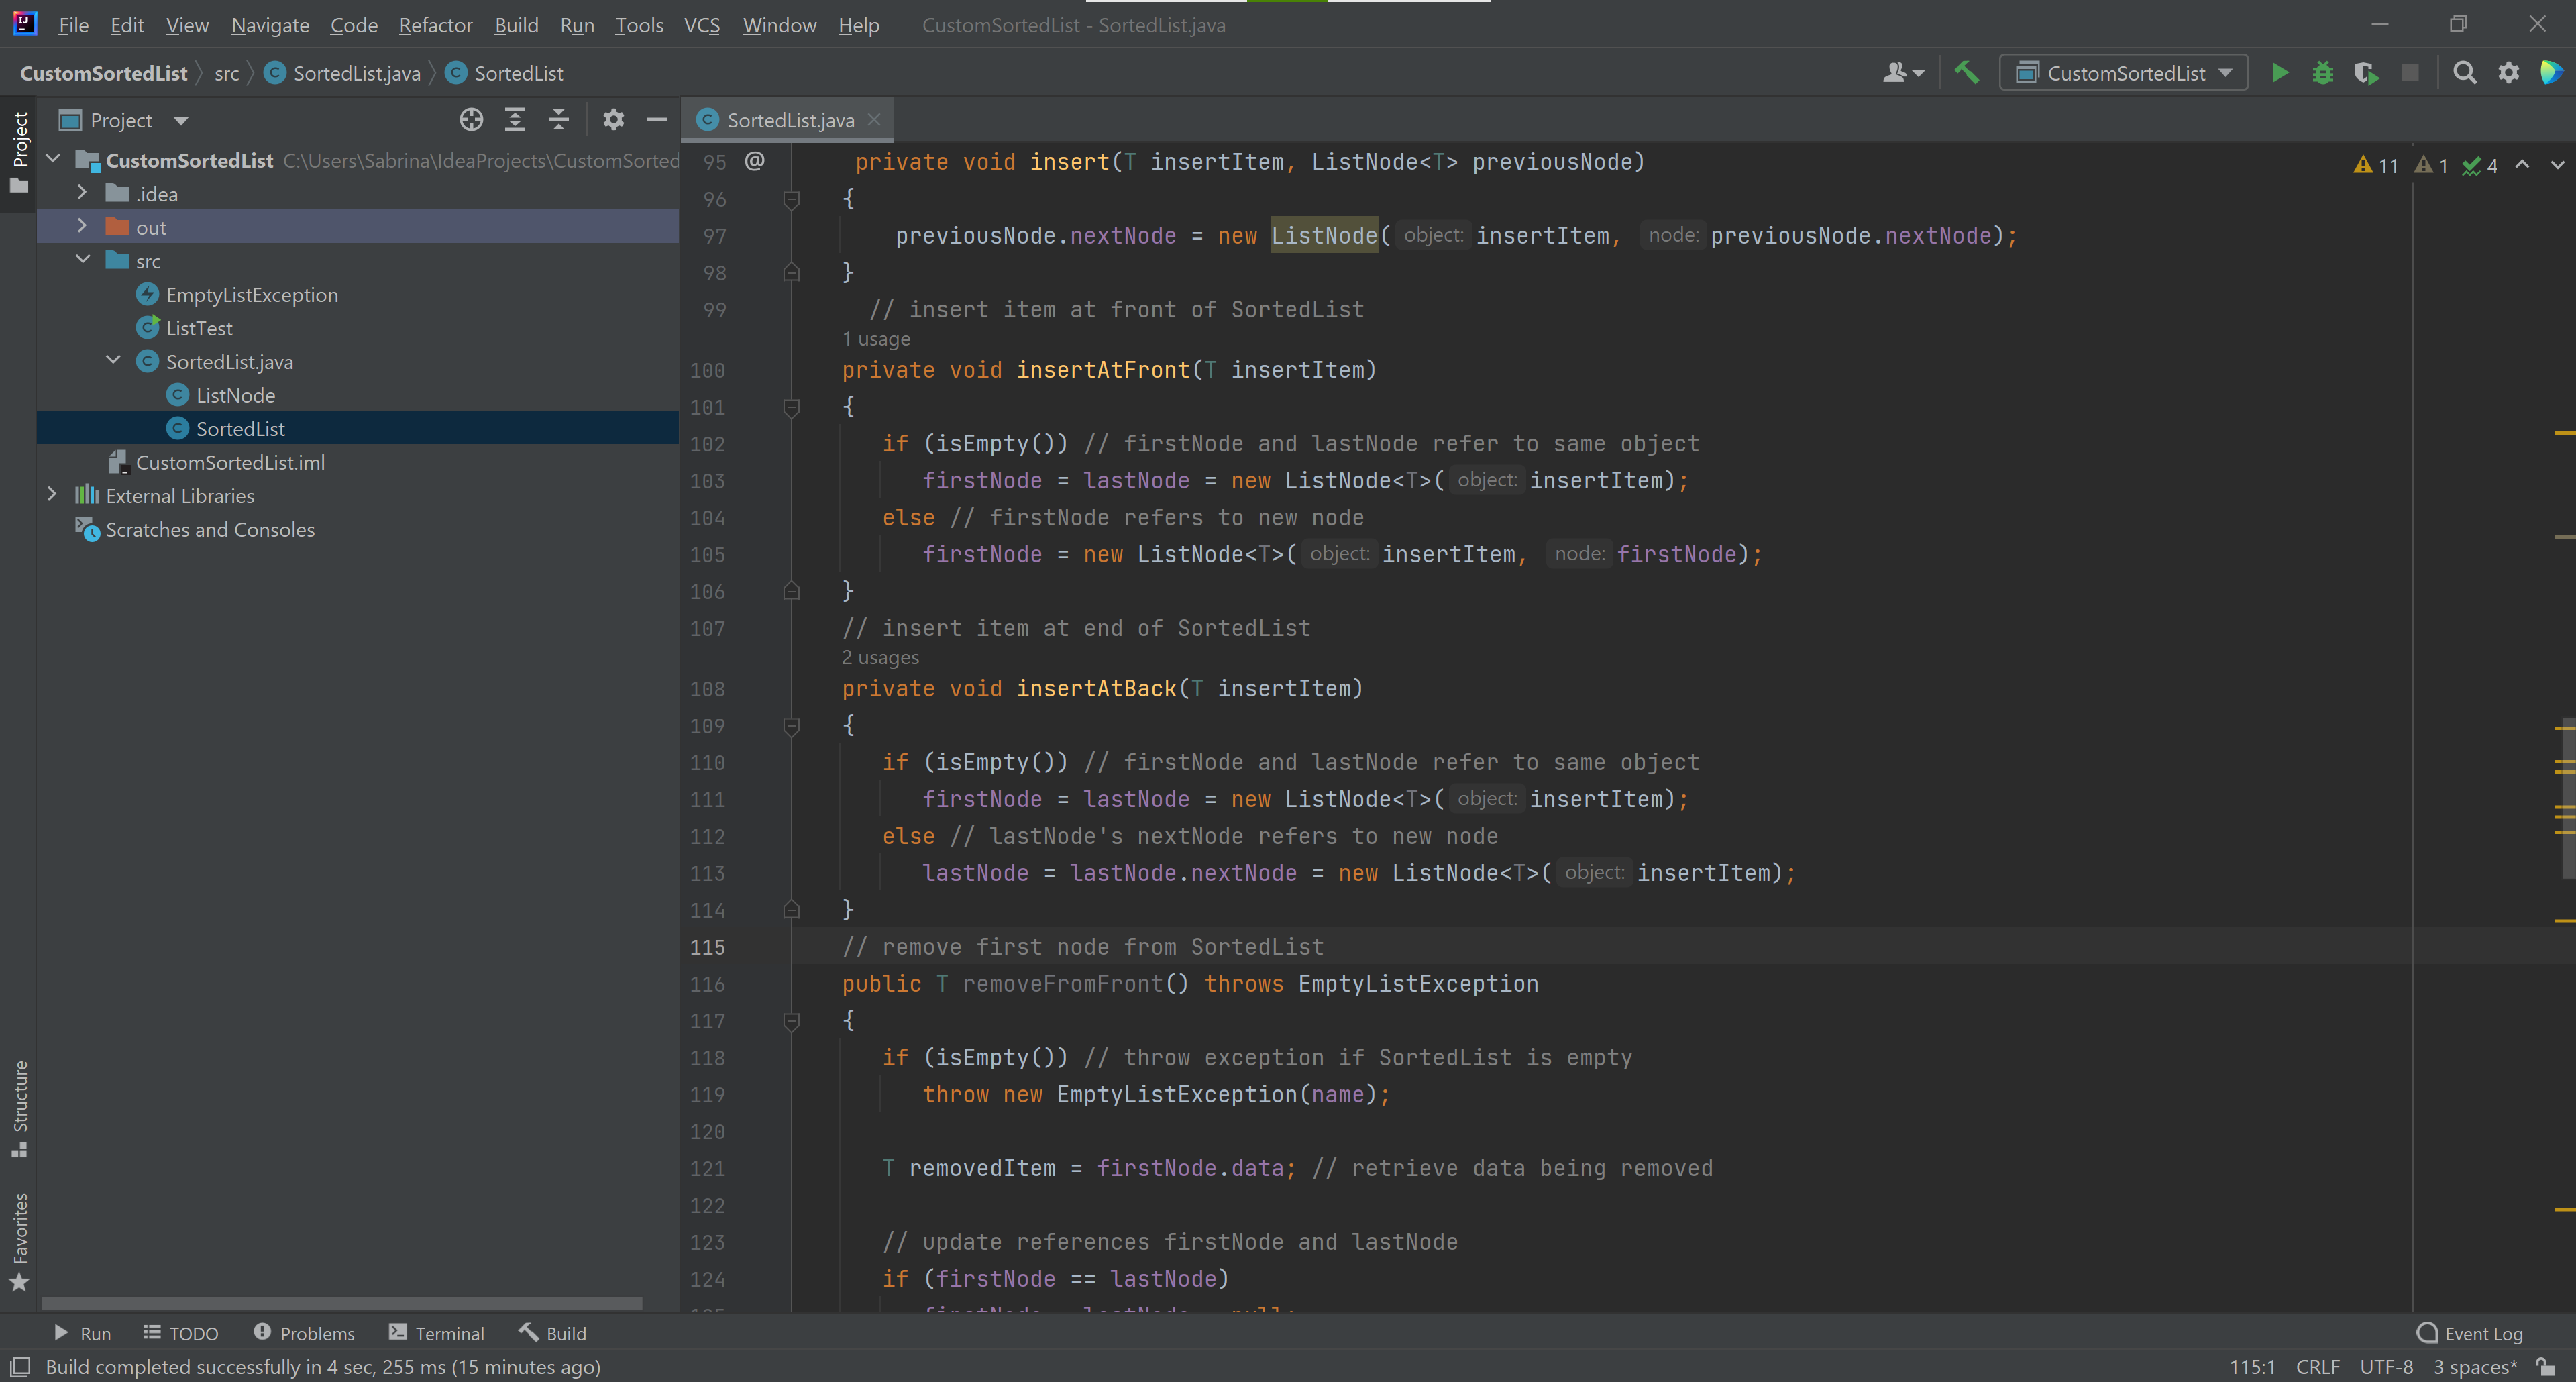 File Edit View Navigate Code Refactor Build Run Tools VCS Window Help CustomSortedList - SortedList.java
CustomSortedList src SortedList.java SortedList
CustomSortedList
Project
Project
SortedList.java
CustomSortedList C:\Users\Sabrina\IdeaProjects\CustomSorted
.idea
out
src
EmptyListException
ListTest
SortedList.java
ListNode
SortedList
CustomSortedList.iml
External Libraries
Scratches and Consoles
11 1 4
95 @ private void insert(T insertItem, ListNode<T> previousNode)
96 {
97 previousNode.nextNode = new ListNode( object: insertItem, node: previousNode.nextNode);
98 }
99 // insert item at front of SortedList
1 usage
100 private void insertAtFront(T insertItem)
101 {
102 if (isEmpty()) // firstNode and lastNode refer to same object
103 firstNode = lastNode = new ListNode<T>( object: insertItem);
104 else // firstNode refers to new node
105 firstNode = new ListNode<T>( object: insertItem, node: firstNode);
106 }
107 // insert item at end of SortedList
2 usages
108 private void insertAtBack(T insertItem)
109 {
110 if (isEmpty()) // firstNode and lastNode refer to same object
111 firstNode = lastNode = new ListNode<T>( object: insertItem);
112 else // lastNode's nextNode refers to new node
113 lastNode = lastNode.nextNode = new ListNode<T>( object: insertItem);
114 }
115 // remove first node from SortedList
116 public T removeFromFront() throws EmptyListException
117 {
118 if (isEmpty()) // throw exception if SortedList is empty
119 throw new EmptyListException(name);
120
121 T removedItem = firstNode.data; // retrieve data being removed
122
123 // update references firstNode and lastNode
124 if (firstNode == lastNode)
Structure
Favorites
Run TODO Problems Terminal Build Event Log
Build completed successfully in 4 sec, 255 ms (15 minutes ago) 115:1 CRLF UTF-8 3 spaces*